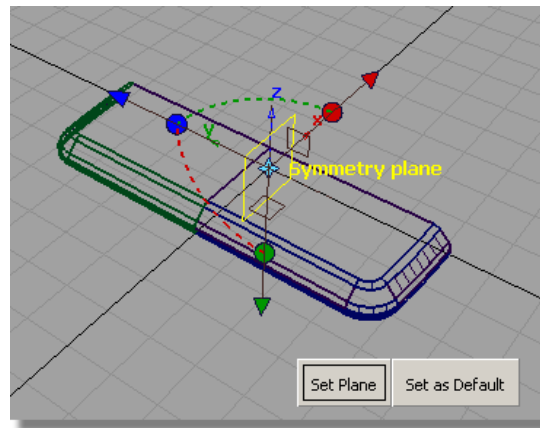 z
y
x
Symmetry plane
Set Plane
Set as Default